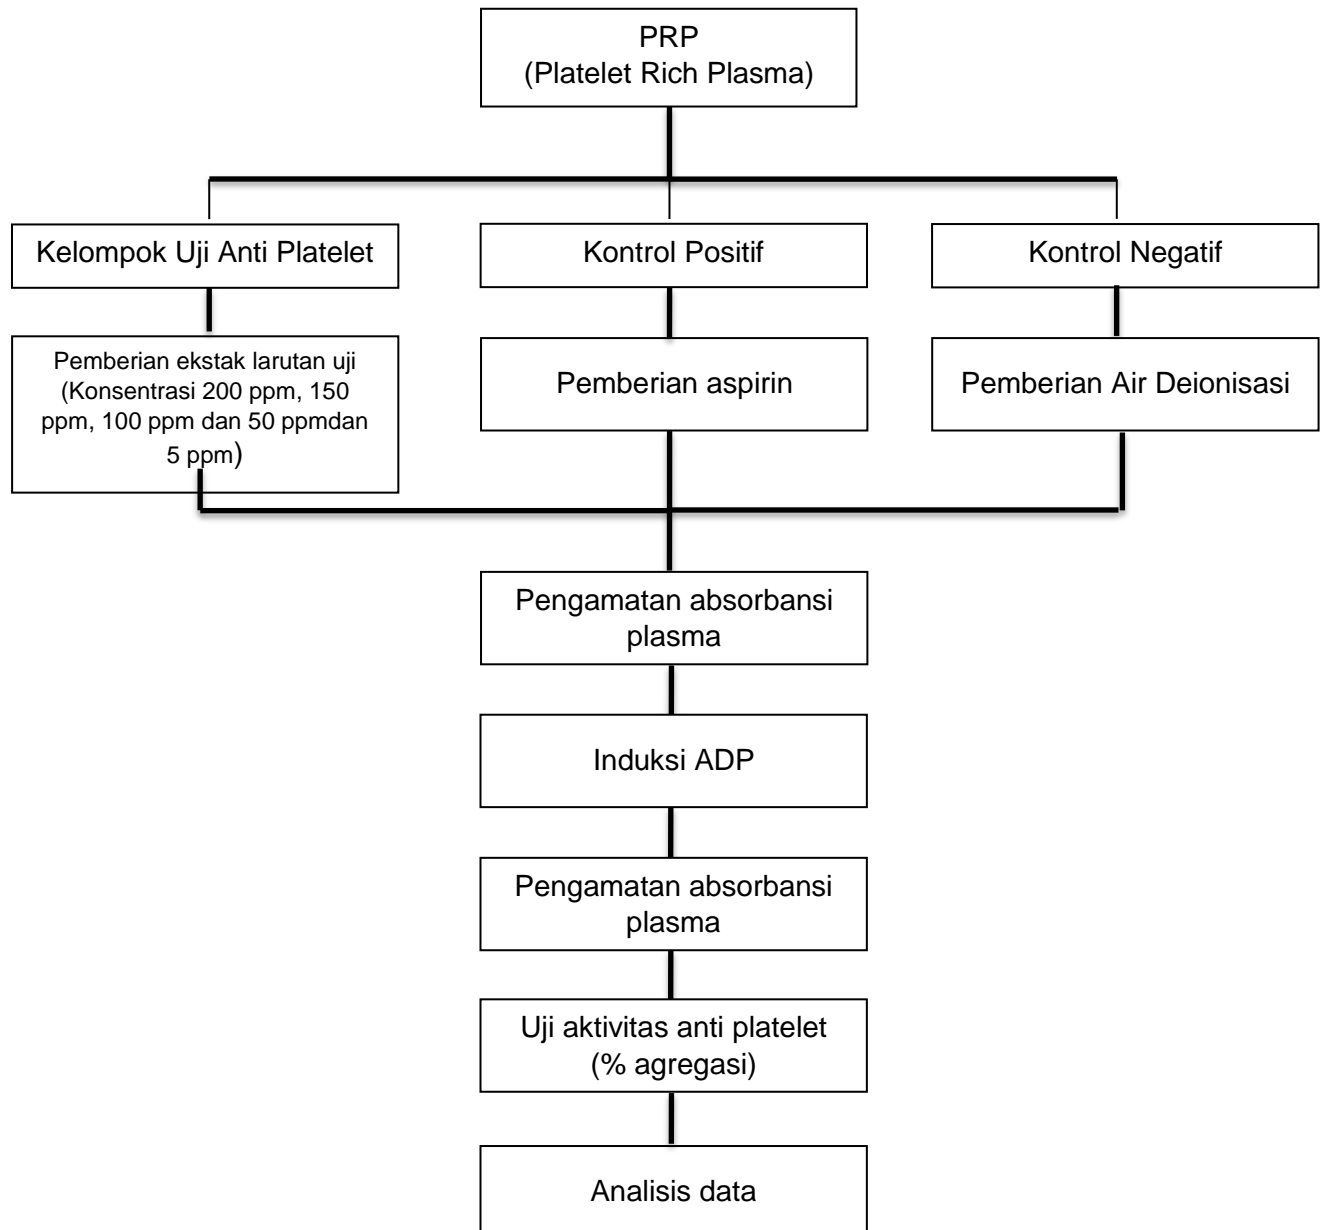 PRP
(Platelet Rich Plasma)
Kelompok Uji Anti Platelet
Kontrol Positif
Kontrol Negatif
Pemberian ekstak larutan uji
(Konsentrasi 200 ppm, 150
ppm, 100 ppm dan 50 ppmdan
5 ppm)
Pemberian aspirin
Pemberian Air Deionisasi
Pengamatan absorbansi
plasma
Induksi ADP
Pengamatan absorbansi
plasma
Uji aktivitas anti platelet
(% agregasi)
Analisis data